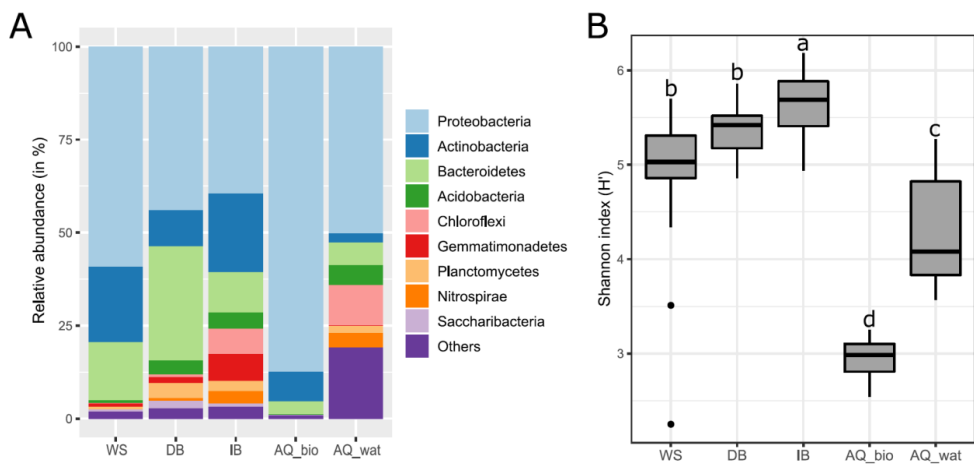 A
Relative abundance (in %)
100
75
50
25
0
WS DB IB AQ_bio AQ_wat
Proteobacteria
Actinobacteria
Bacteroidetes
Acidobacteria
Chloroflexi
Gemmatimonadetes
Planctomycetes
Nitrospirae
Saccharibacteria
Others
B
Shannon index (H')
6
5
4
3
b b a d c
WS DB IB AQ_bio AQ_wat